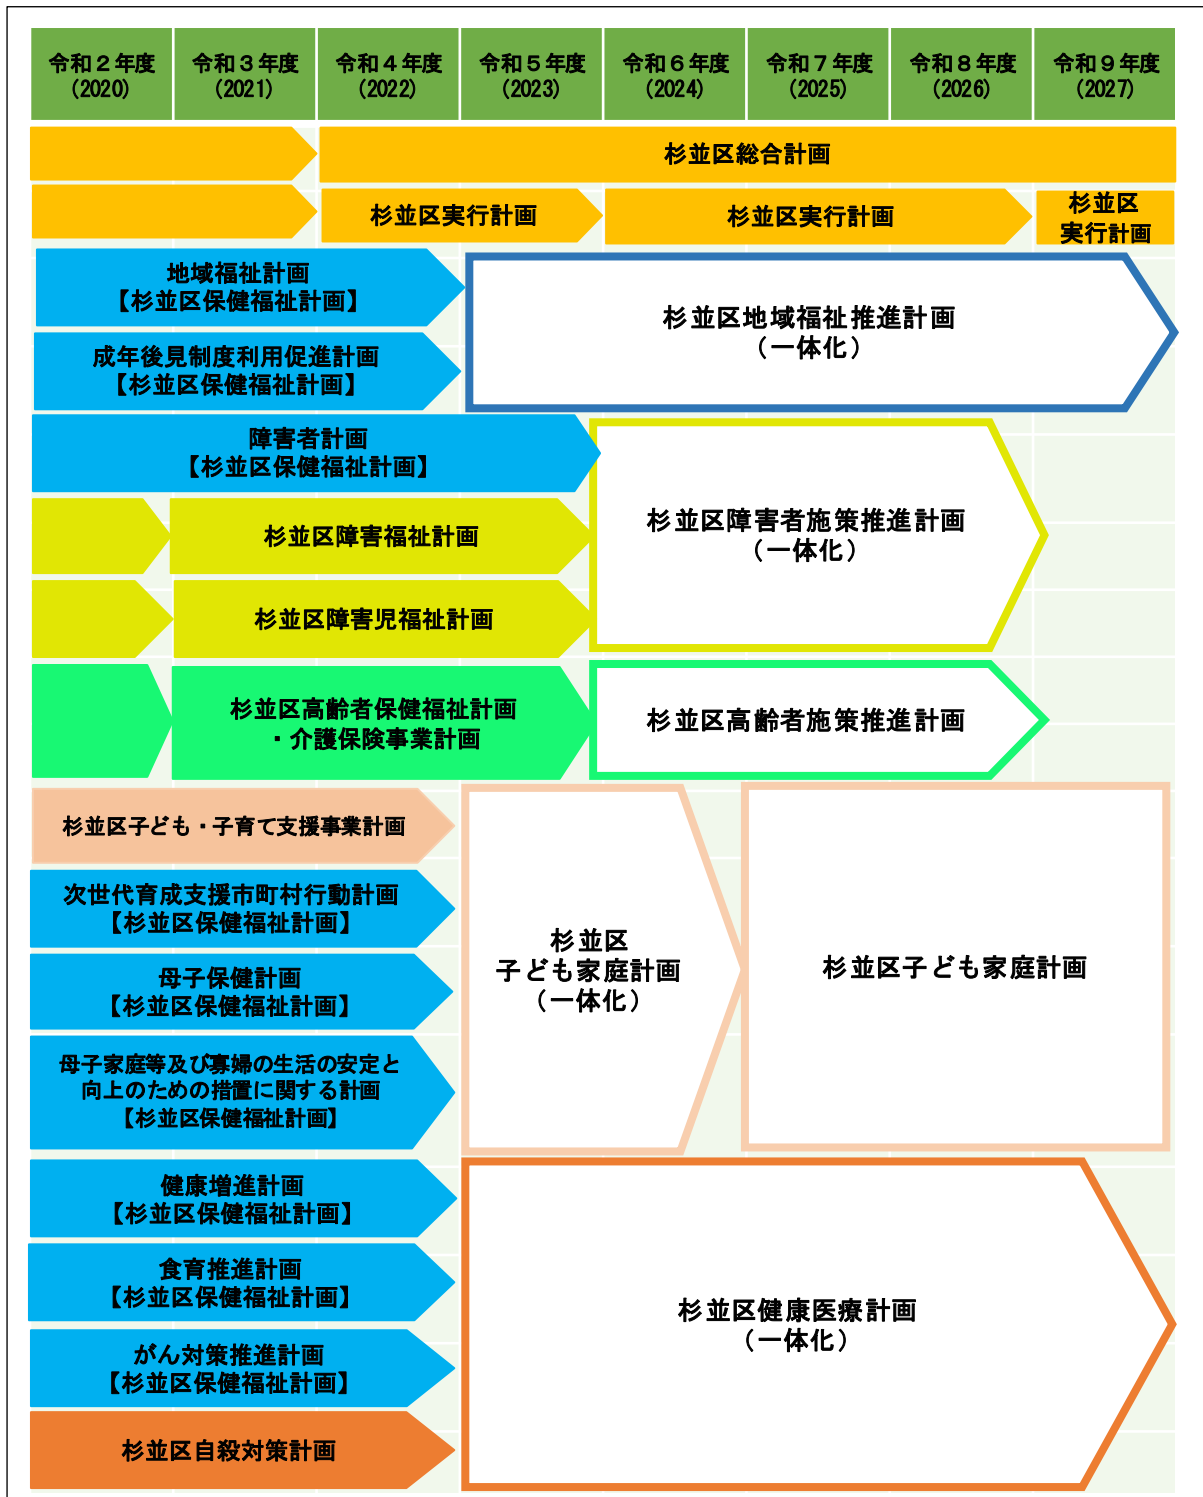 令和２年度
(2020)
令和３年度
(2021)
令和４年度
(2022)
令和５年度
(2023)
令和６年度
(2024)
令和７年度
(2025)
令和８年度
(2026)
令和９年度
(2027)
杉並区総合計画
杉並区実行計画
杉並区実行計画
杉並区
実行計画
地域福祉計画
【杉並区保健福祉計画】
成年後見制度利用促進計画
【杉並区保健福祉計画】
杉並区地域福祉推進計画
（一体化）
障害者計画
【杉並区保健福祉計画】
杉並区障害福祉計画
杉並区障害児福祉計画
杉並区障害者施策推進計画
（一体化）
杉並区高齢者保健福祉計画
・介護保険事業計画
杉並区高齢者施策推進計画
杉並区子ども・子育て支援事業計画
次世代育成支援市町村行動計画
【杉並区保健福祉計画】
母子保健計画
【杉並区保健福祉計画】
母子家庭等及び寡婦の生活の安定と
向上のための措置に関する計画
【杉並区保健福祉計画】
杉並区
子ども家庭計画
（一体化）
杉並区子ども家庭計画
健康増進計画
【杉並区保健福祉計画】
食育推進計画
【杉並区保健福祉計画】
がん対策推進計画
【杉並区保健福祉計画】
杉並区自殺対策計画
杉並区健康医療計画
（一体化）